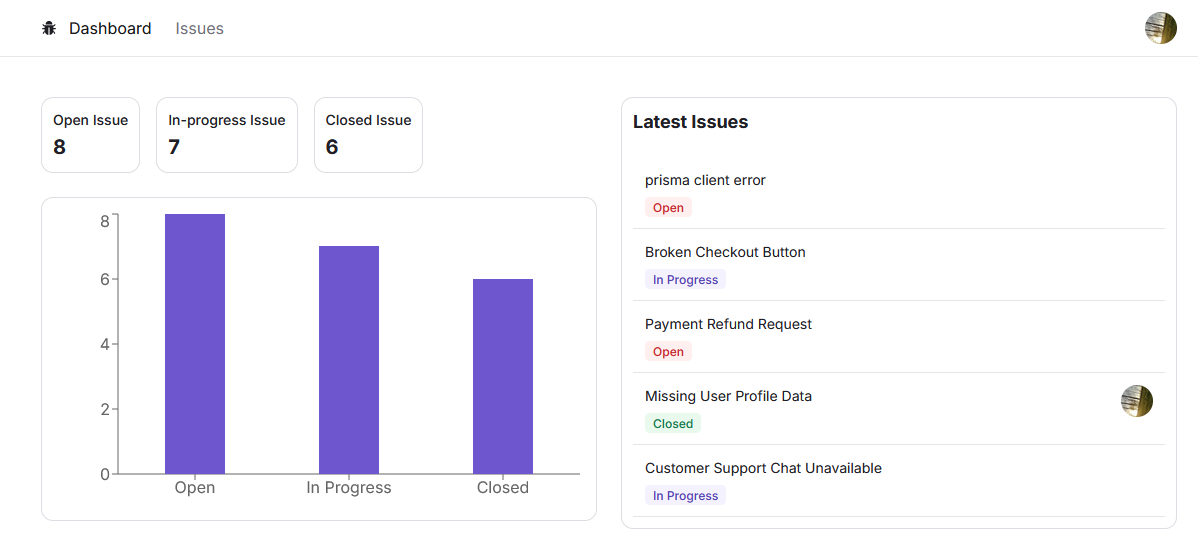 Dashboard Issues
Open Issue
8
In-progress Issue
7
Closed Issue
6
8
6
4
2
0
Open In Progress Closed
Latest Issues
prisma client error
Open
Broken Checkout Button
In Progress
Payment Refund Request
Open
Missing User Profile Data
Closed
Customer Support Chat Unavailable
In Progress